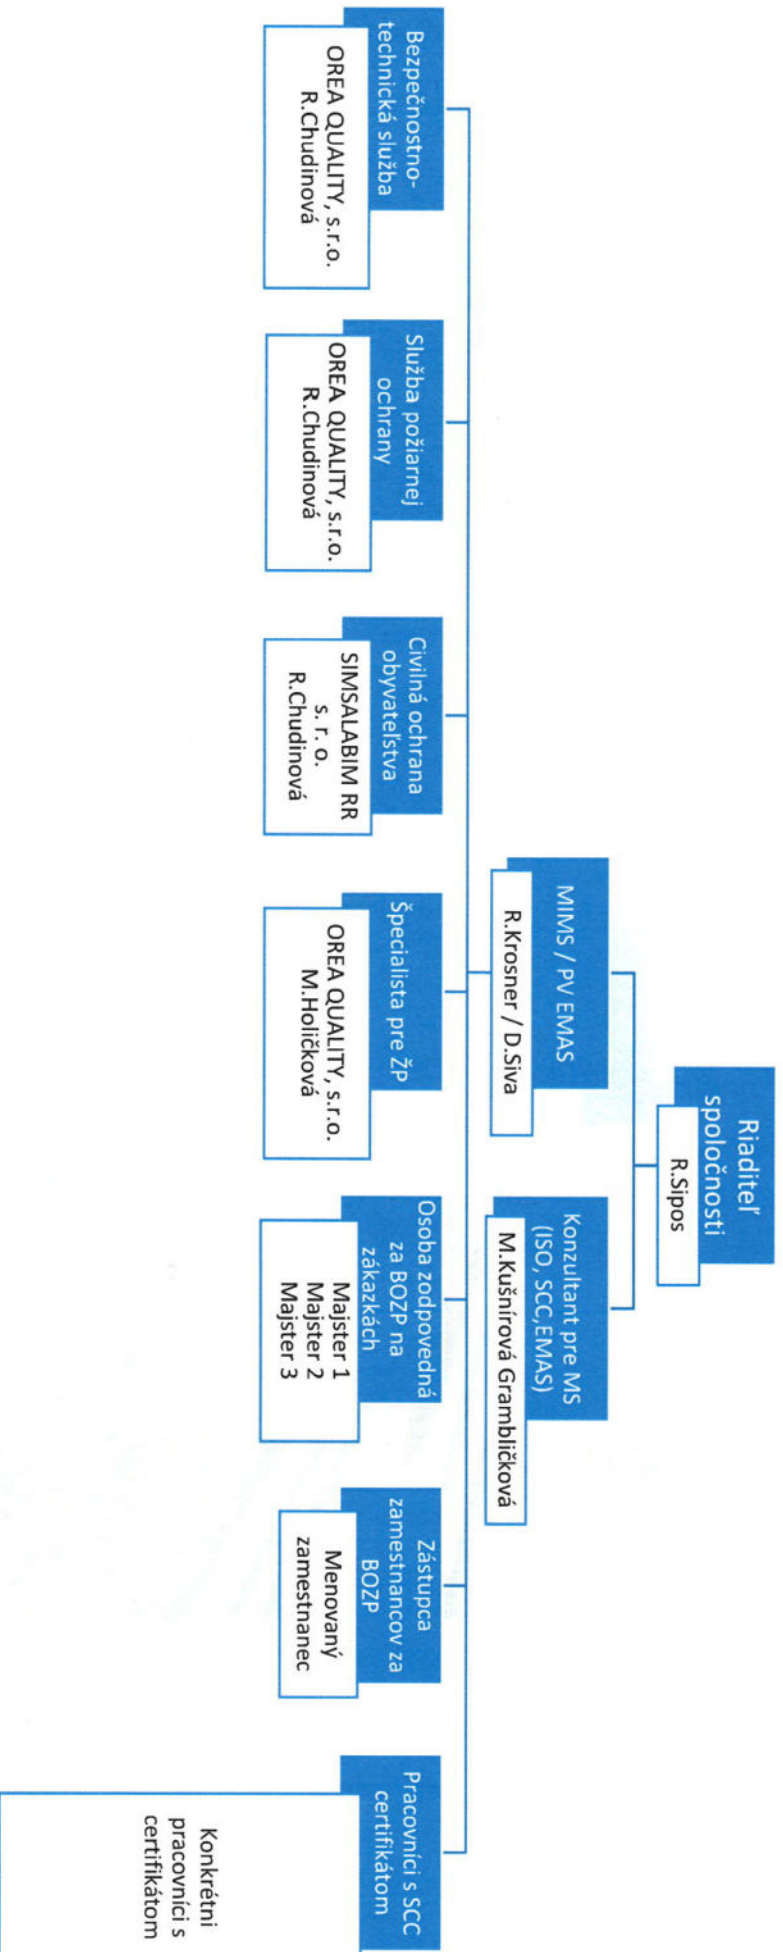 Riaditeľ
spoločnosti
R.Sipos
MIMS / PV EMAS
R.Krosner / D.Siva
Konzultant pre MS
(ISO, SCC,EMAS)
M.Kušnírová Grambličková
Bezpečnostno-
technická služba
OREA QUALITY, s.r.o.
R.Chudinová
Služba požiarnej
ochrany
OREA QUALITY, s.r.o.
R.Chudinová
Civilná ochrana
obyvateľstva
SIMSALABIM RR
s. r. o.
R.Chudinová
Špecialista pre ŽP
OREA QUALITY, s.r.o.
M.Holičková
Osoba zodpovedná
za BOZP na
zákazkách
Majster 1
Majster 2
Majster 3
Zástupca
zamestnancov za
BOZP
Menovaný
zamestnanec
Pracovníci s SCC
certifikátom
Konkrétni
pracovníci s
certifikátom